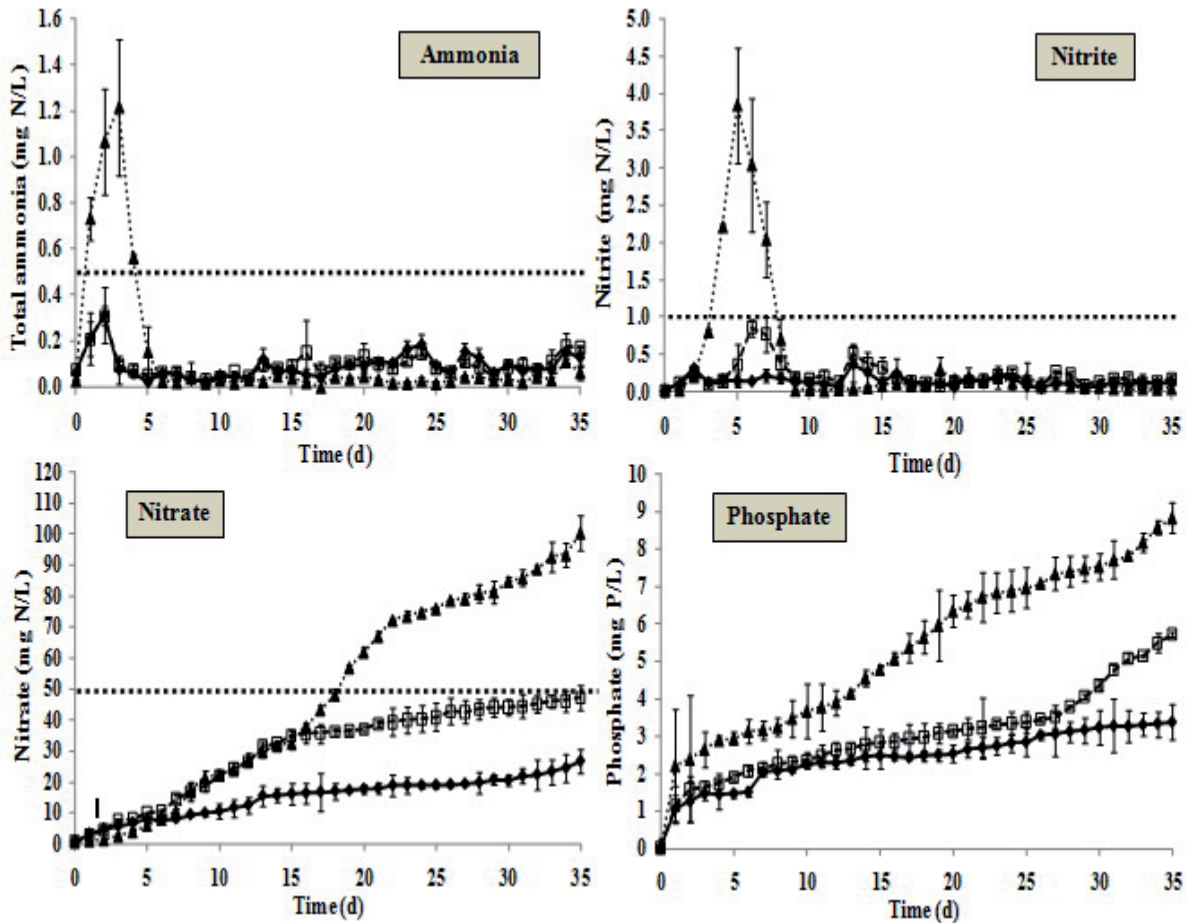 Ammonia
Total ammonia (mg N/L)
1.6
1.4
1.2
1.0
0.8
0.6
0.4
0.2
0.0
0 5 10 15 20 25 30 35
Time (d)
Nitrite
Nitrite (mg N/L)
5.0
4.5
4.0
3.5
3.0
2.5
2.0
1.5
1.0
0.5
0.0
0 5 10 15 20 25 30 35
Time (d)
Nitrate
Nitrate (mg N/L)
120
110
100
90
80
70
60
50
40
30
20
10
0
0 5 10 15 20 25 30 35
Time (d)
Phosphate
Phosphate (mg P/L)
10
9
8
7
6
5
4
3
2
1
0
0 5 10 15 20 25 30 35
Time (d)